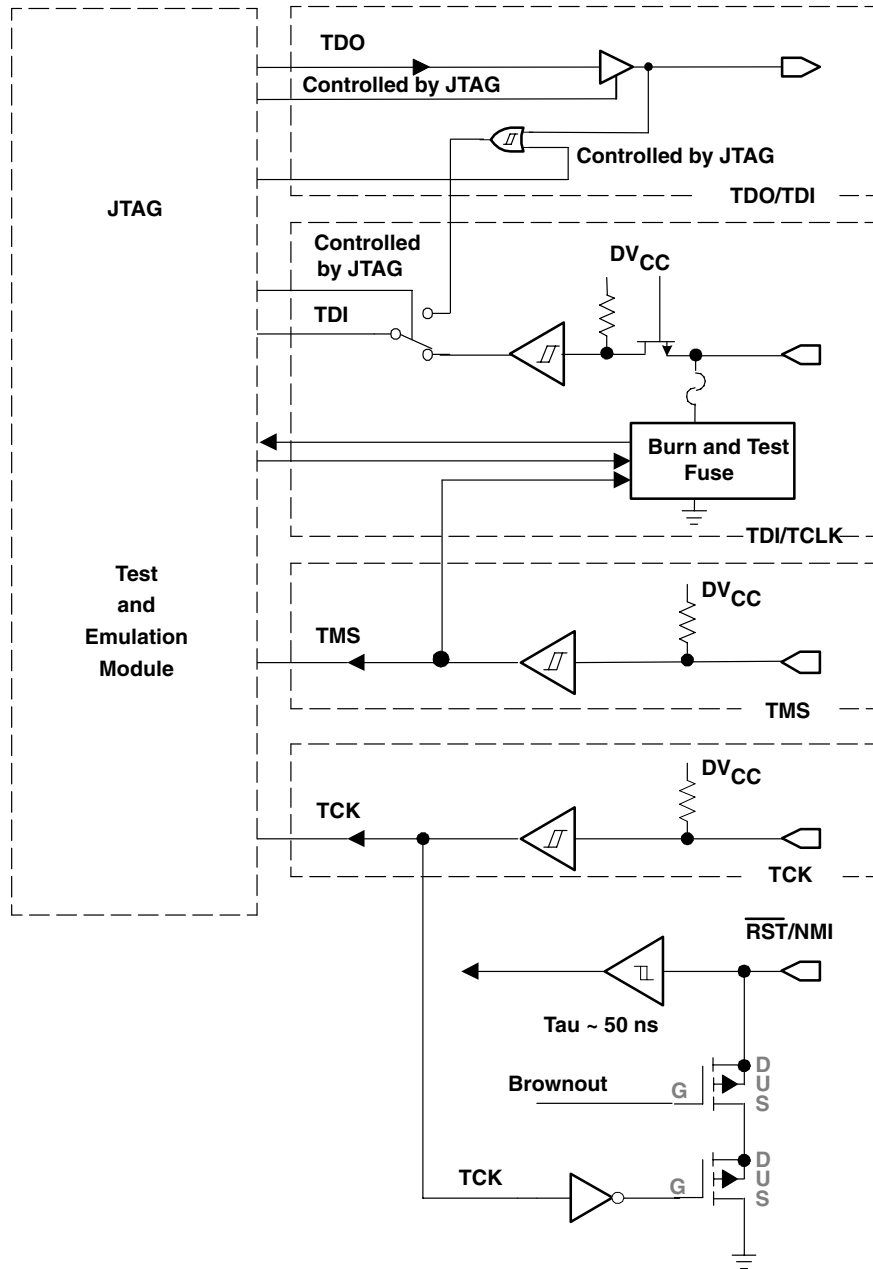 TDO
Controlled by JTAG
Controlled by JTAG
TDO/TDI
JTAG
Controlled
by JTAG
TDI
DVCC
Burn and Test
Fuse
TDI/TCLK
Test
and
Emulation
Module
TMS
DVCC
TMS
TCK
DVCC
TCK
RST/NMI
Tau ~ 50 ns
Brownout
G
D
U
S
TCK
G
D
U
S